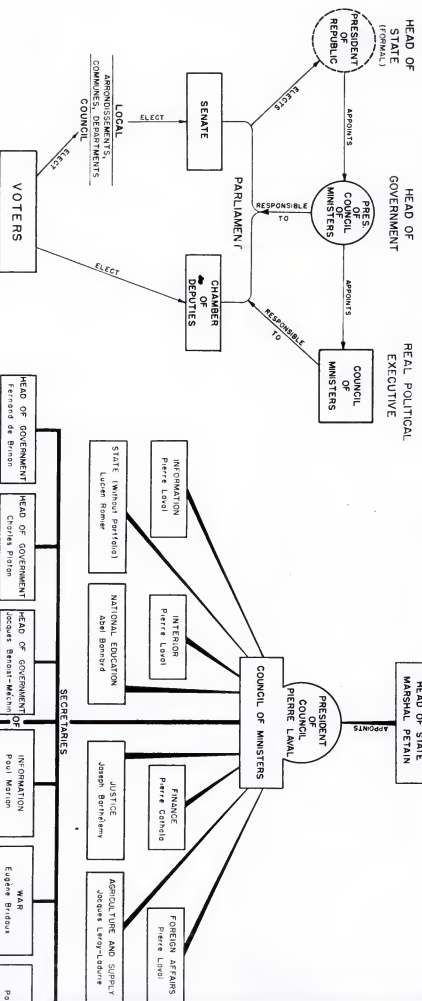 HEAD OF
STATE
(FORMAL)
HEAD OF
GOVERNMENT
REAL POLITICAL
EXECUTIVE
PRESIDENT
OF
REPUBLIC
APPOINTS
PRES.
OF
COUNCIL
OF
MINISTERS
APPOINTS
COUNCIL
OF
MINISTERS
ELECTS
RESPONSIBLE
TO
RESPONSIBLE
TO
PARLIAMENT
SENATE
CHAMBER
OF
DEPUTIES
ELECT
ELECT
LOCAL
ARRONDISSEMENTS,
COMMUNES, DEPARTMENTS
COUNCIL
ELECT
VOTERS
HEAD OF STATE
MARSHAL PETAIN
APPOINTS
PRESIDENT
OF
COUNCIL
PIERRE LAVAL
COUNCIL OF MINISTERS
INFORMATION
Pierre Laval
INTERIOR
Pierre Laval
FINANCE
Pierre Cathala
FOREIGN AFFAIRS
Pierre Laval
STATE (Without Portfolio)
Lucien Romier
NATIONAL EDUCATION
Abel Bonnard
JUSTICE
Joseph Barthélemy
AGRICULTURE AND SUPPLY
Jacques Leroy-Ladurie
SECRETARIES
OF
HEAD OF GOVERNMENT
Fernand de Brinon
HEAD OF GOVERNMENT
Charles Platon
HEAD OF GOVERNMENT
Jacques Benoist-Méchin
INFORMATION
Paul Marion
WAR
Eugène Bridoux